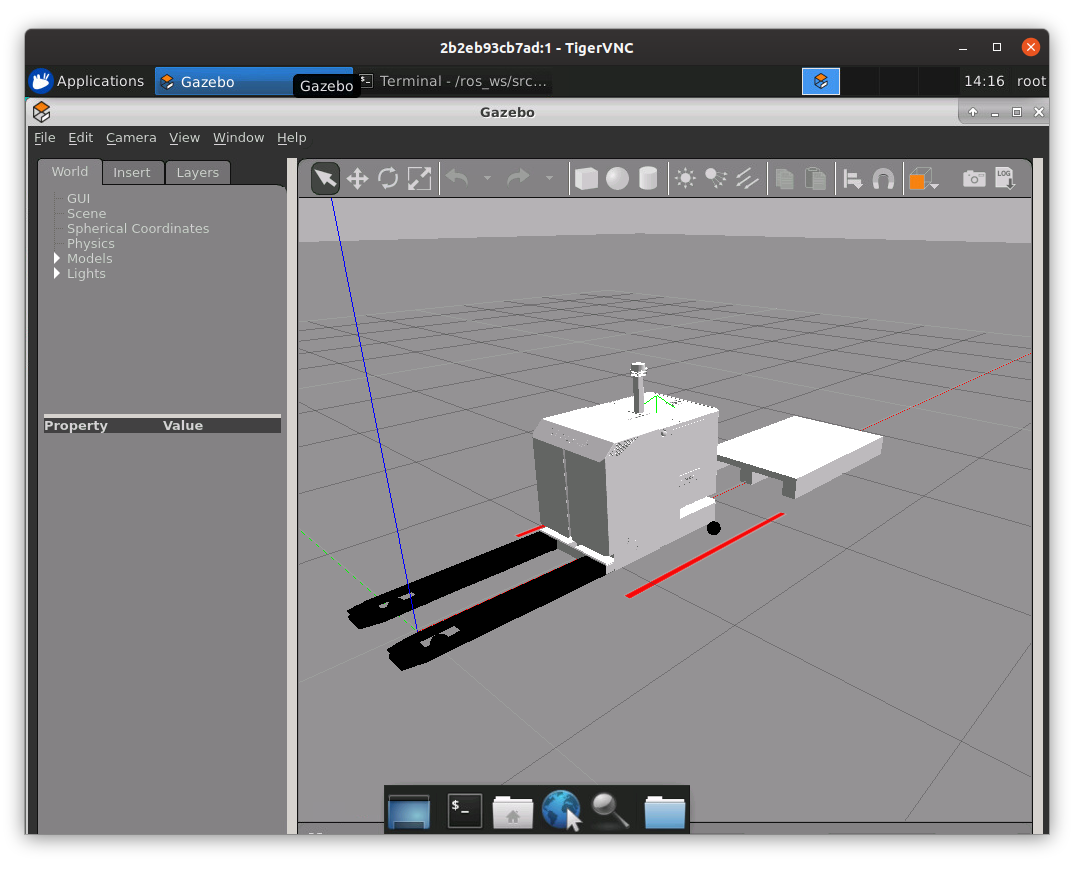 2b2eb93cb7ad:1 - TigerVNC
Applications
Gazebo
Gazebo
Terminal - /ros_ws/src...
14:16
root
Gazebo
File Edit Camera View Window Help
World Insert Layers
LOG
GUI
Scene
Spherical Coordinates
Physics
Models
Lights
Property Value
$_